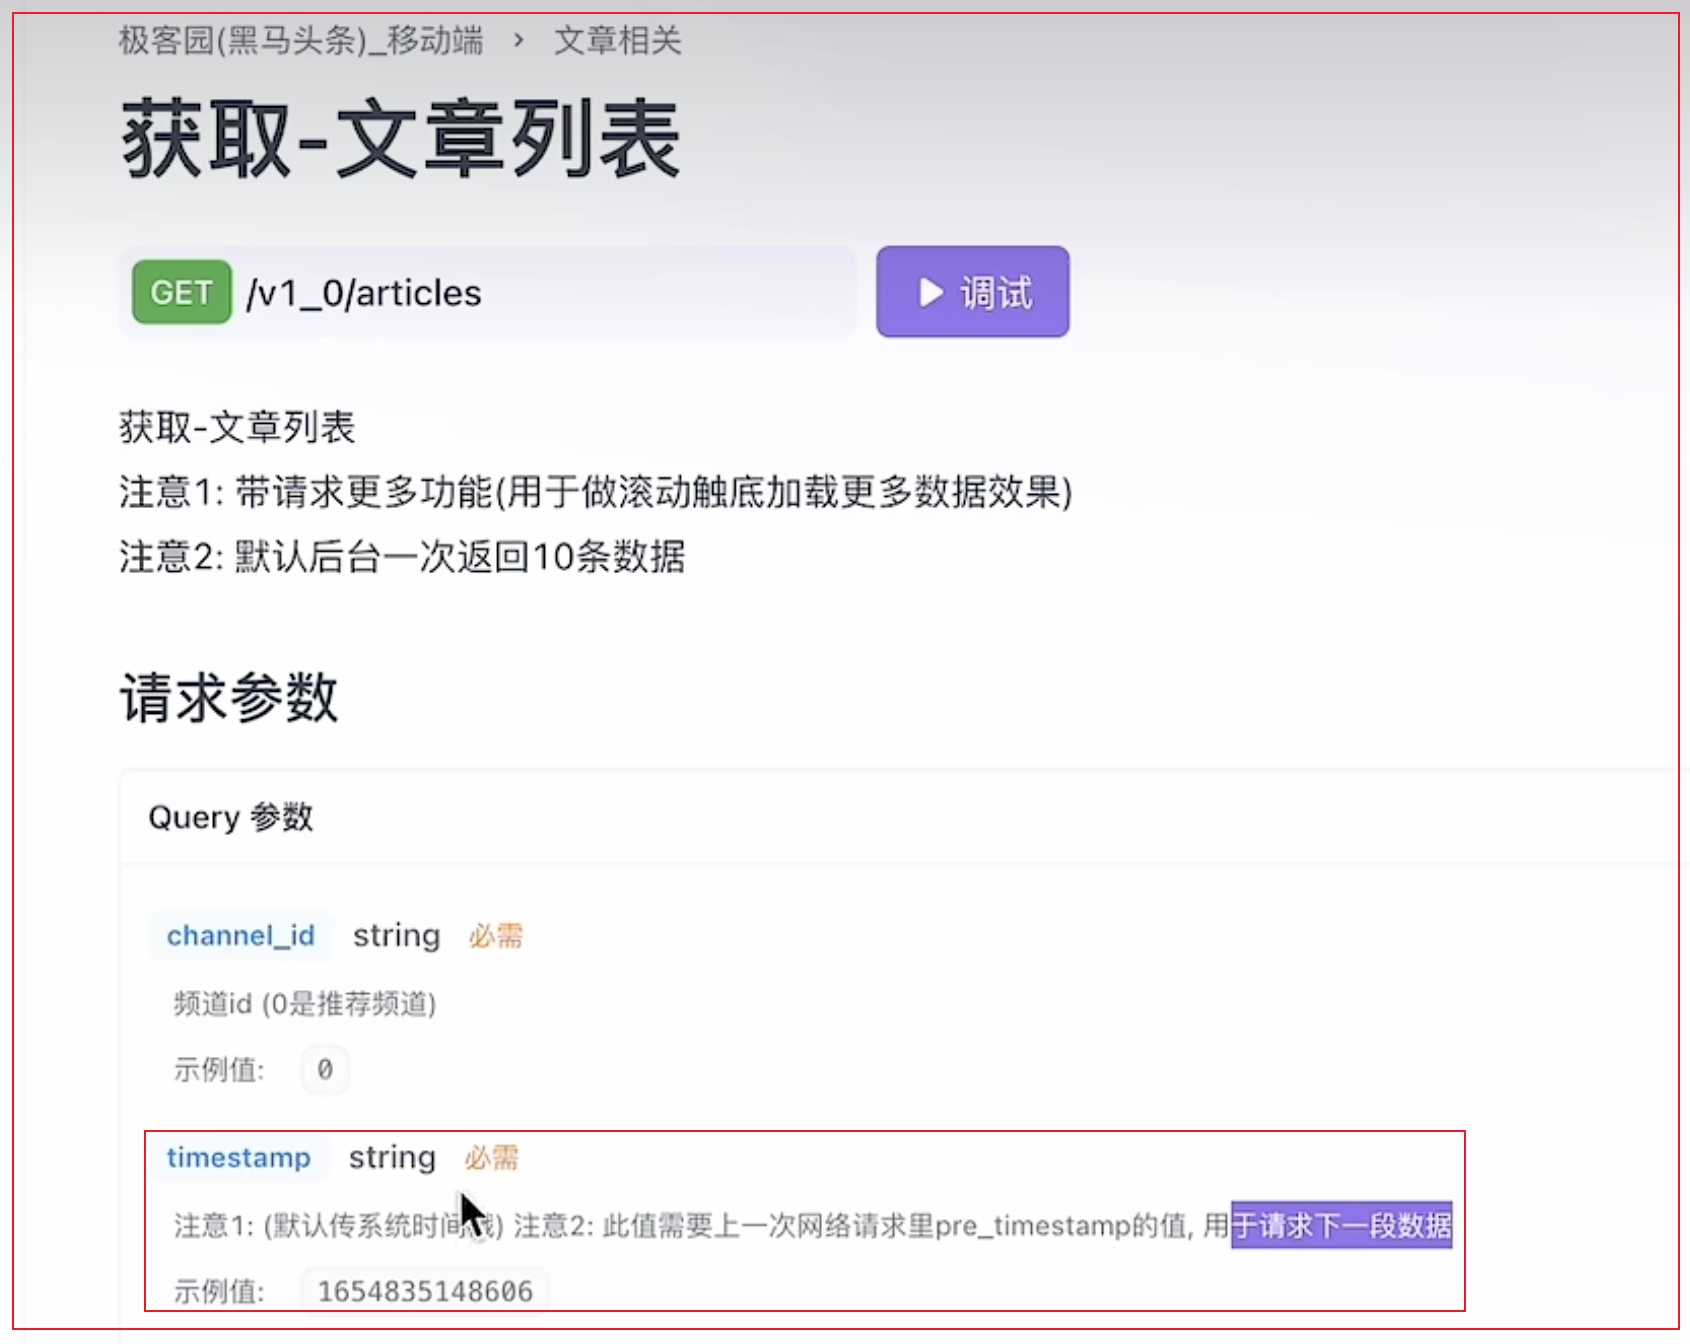 极客园(黑马头条)_移动端 › 文章相关
获取-文章列表
GET /v1_0/articles 调试
获取-文章列表
注意1: 带请求更多功能(用于做滚动触底加载更多数据效果)
注意2: 默认后台一次返回10条数据
请求参数
Query 参数
channel_id string 必需
频道id (0是推荐频道)
示例值: 0
timestamp string 必需
注意1: (默认传系统时间戳) 注意2: 此值需要上一次网络请求里pre_timestamp的值, 用于请求下一段数据
示例值: 1654835148606